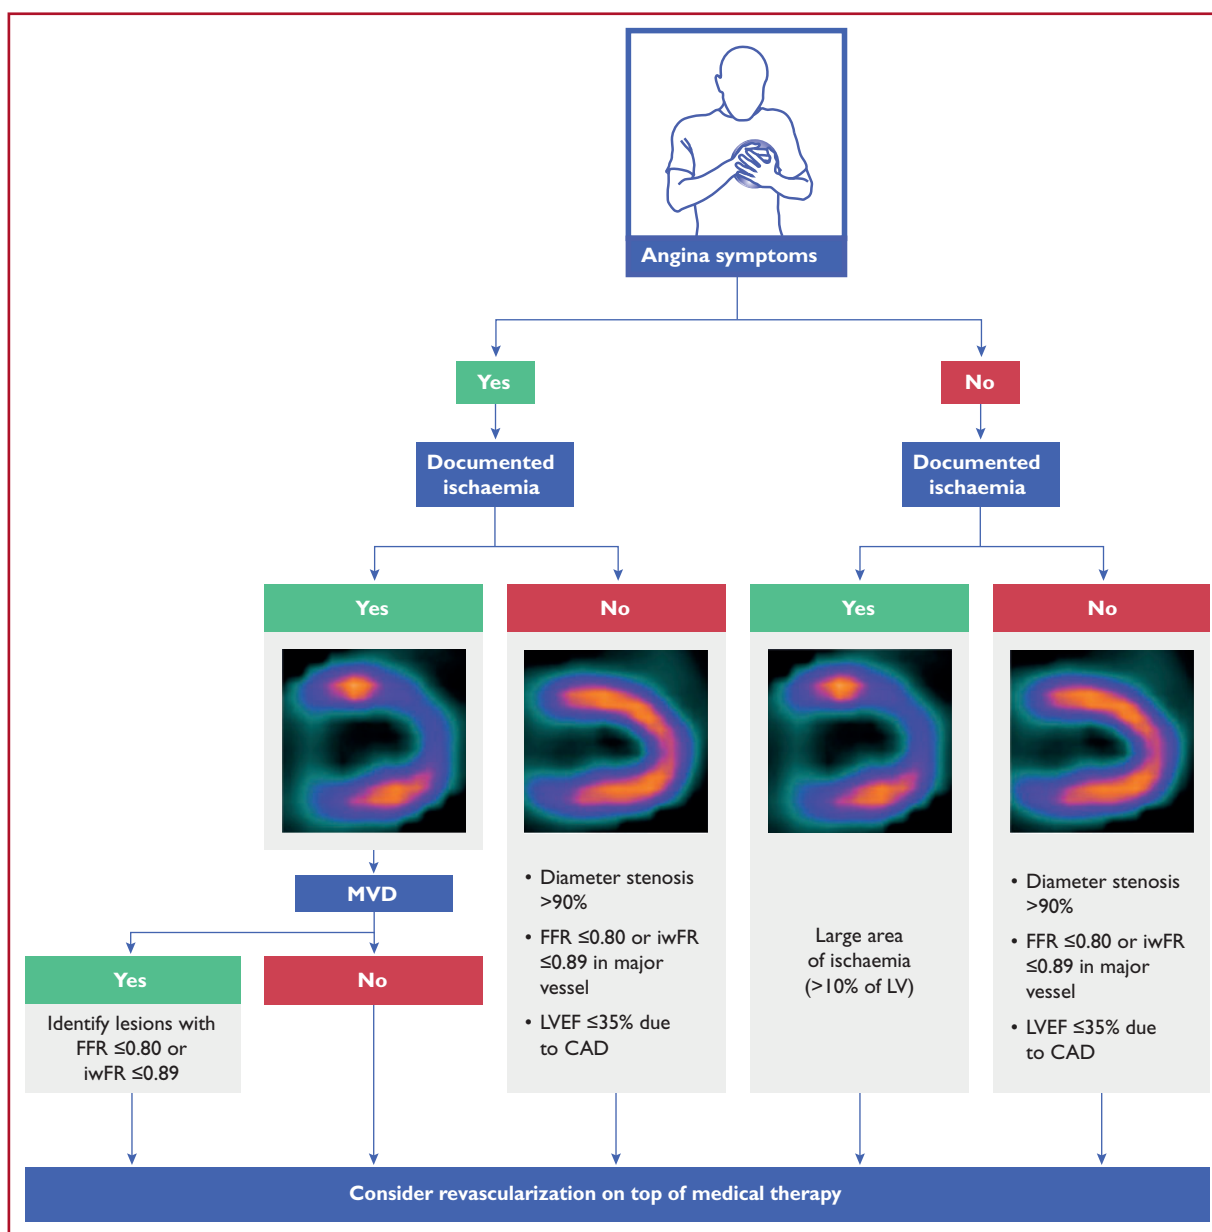 Angina symptoms
Yes
No
Documented
ischaemia
Documented
ischaemia
Yes
No
Yes
No
MVD
Yes
No
Identify lesions with
FFR ≤0.80 or
iwFR ≤0.89
• Diameter stenosis
>90%
• FFR ≤0.80 or iwFR
≤0.89 in major
vessel
• LVEF ≤35% due
to CAD
Large area
of ischaemia
(>10% of LV)
• Diameter stenosis
>90%
• FFR ≤0.80 or iwFR
≤0.89 in major
vessel
• LVEF ≤35% due
to CAD
Consider revascularization on top of medical therapy